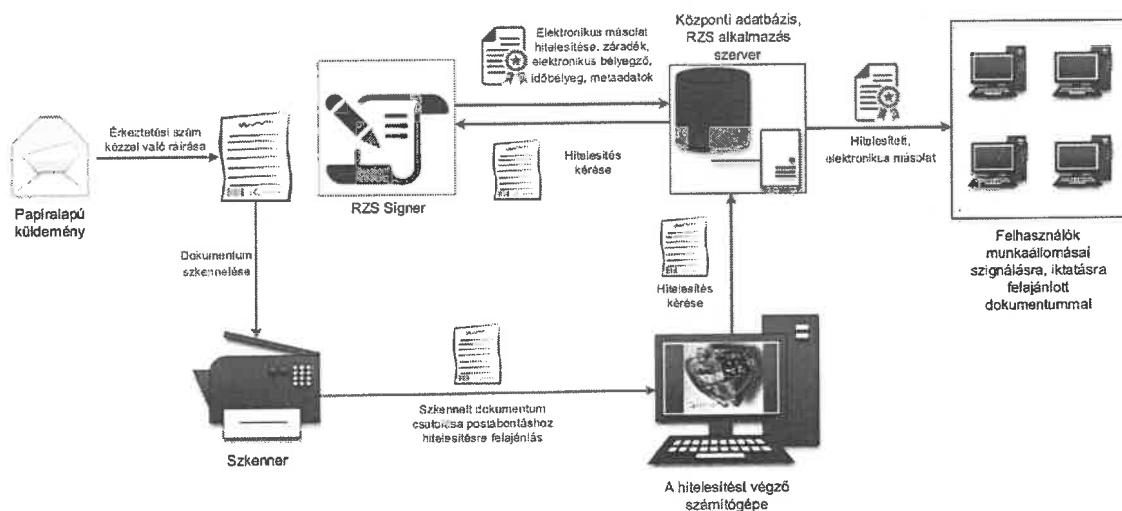 Elektronikus másolat
hitelesítése, záradék,
elektronikus bélyegző,
időbélyeg, metaadatok
Központi adatbázis,
RZS alkalmazás
szerver
Érkeztetési szám
kézzel való ráírása
Papíralapú
küldemény
RZS Signer
Hitelesítés
kérése
Hitelesített,
elektronikus másolat
Felhasználók
munkaállomásai
szignálásra, iktatásra
felajánlott
dokumentummal
Dokumentum
szkennelése
Hitelesítés
kérése
Szkennelt dokumentum
csatolása postabontáshoz
hitelesítésre felajánlás
Szkenner
A hitelesítést végző
számítógépe